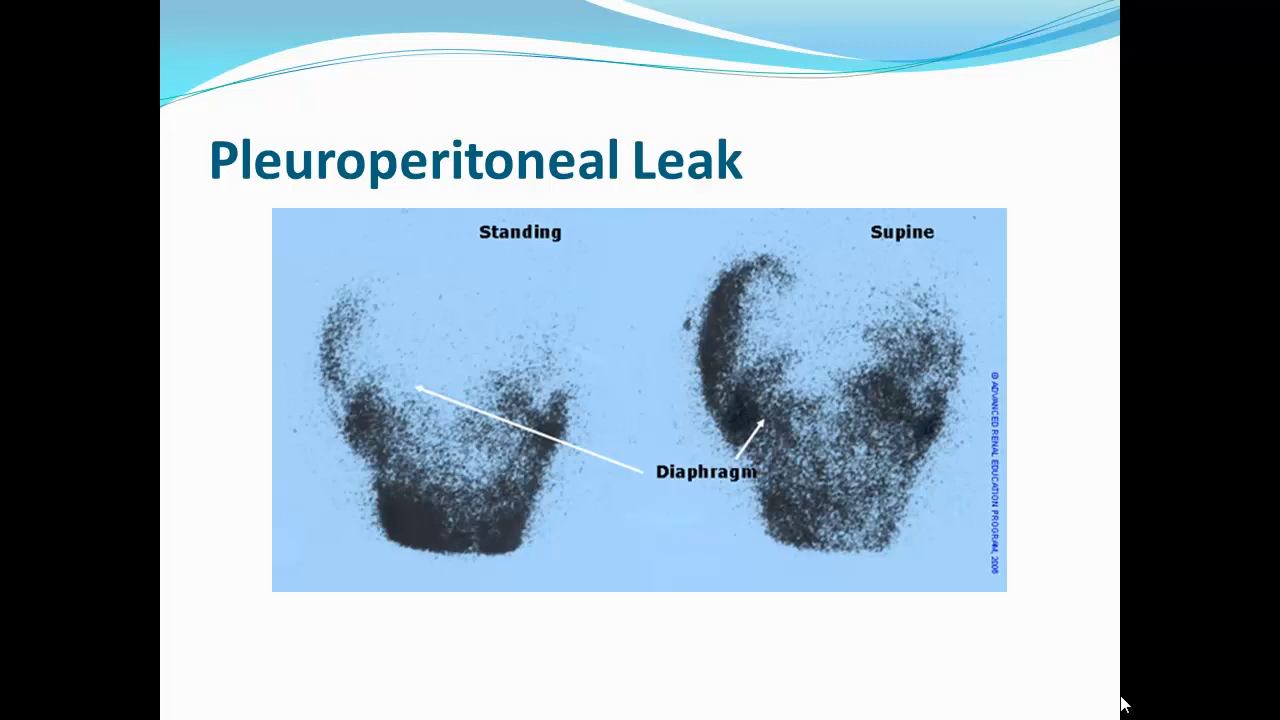 Pleuroperitoneal Leak
Standing
Supine
Diaphragm
© ADVANCED RENAL EDUCATION PROGRAM, 2006